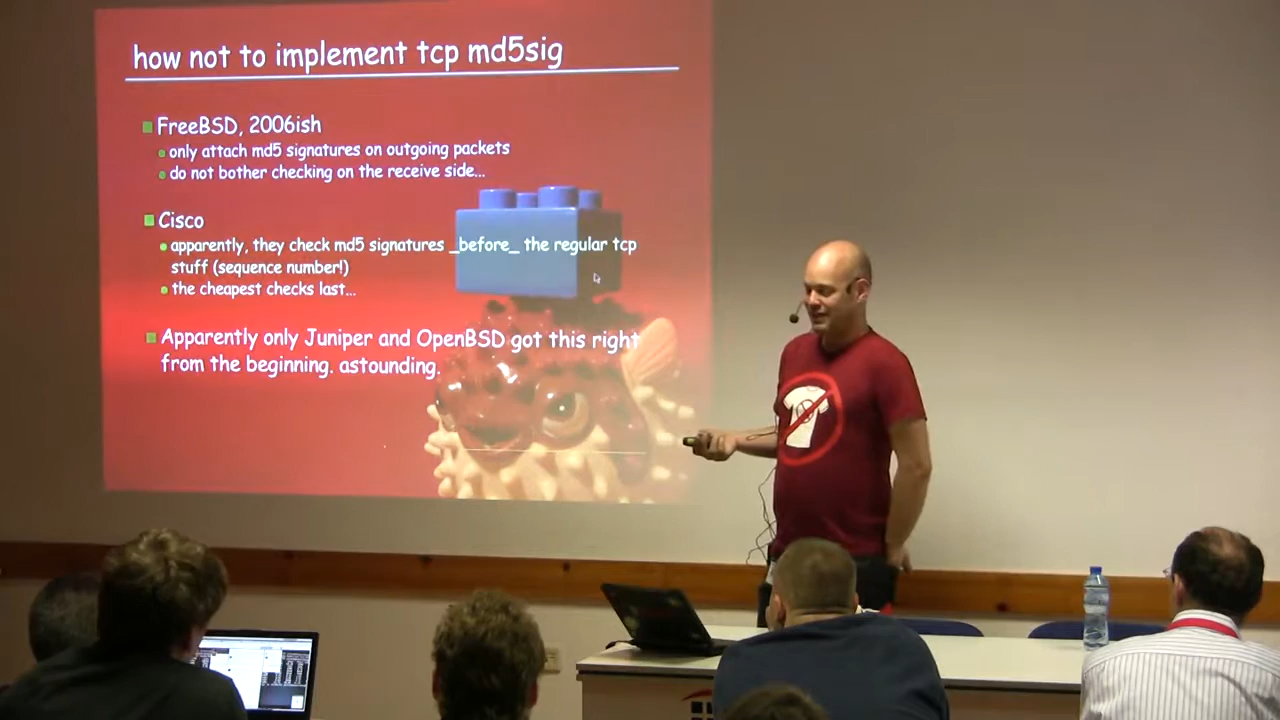 how not to implement tcp md5sig
FreeBSD, 2006ish
only attach md5 signatures on outgoing packets
do not bother checking on the receive side...
Cisco
apparently, they check md5 signatures _before_ the regular tcp
stuff (sequence number!)
the cheapest checks last...
Apparently only Juniper and OpenBSD got this right
from the beginning. astounding.